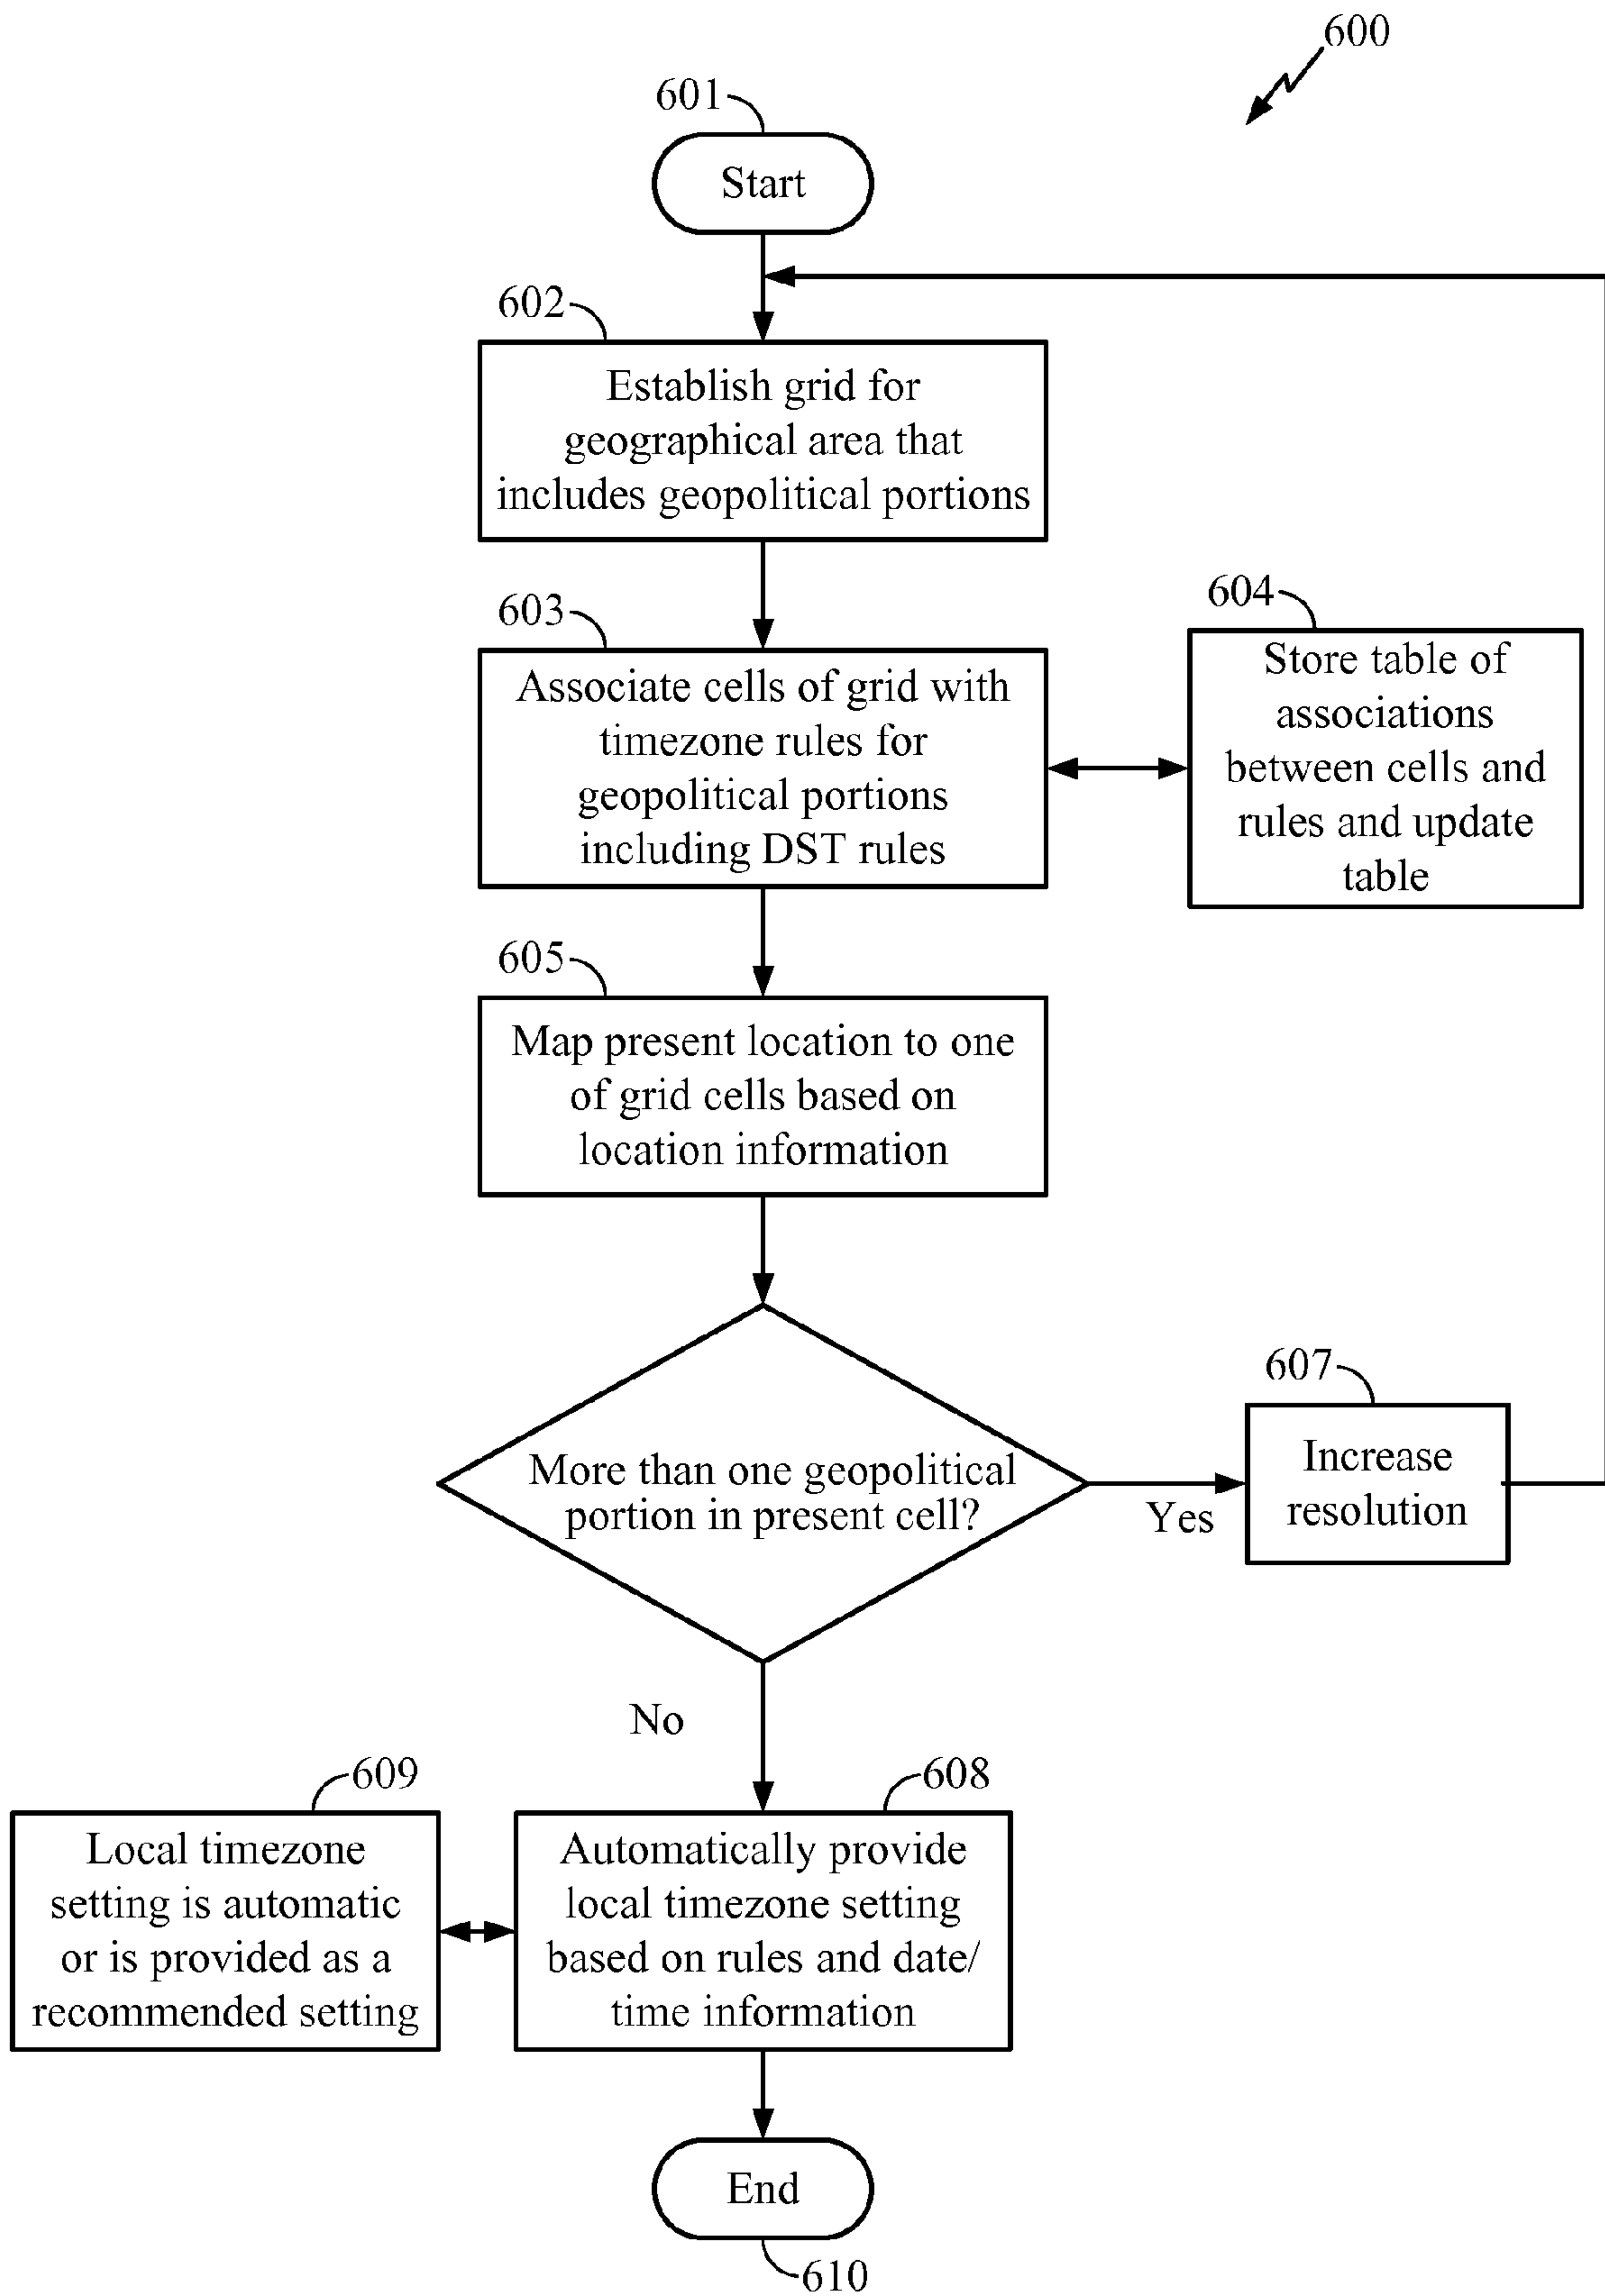 600
601
Start
602
Establish grid for
geographical area that
includes geopolitical portions
603
Associate cells of grid with
timezone rules for
geopolitical portions
including DST rules
604
Store table of
associations
between cells and
rules and update
table
605
Map present location to one
of grid cells based on
location information
More than one geopolitical
portion in present cell?
Yes
607
Increase
resolution
No
609
Local timezone
setting is automatic
or is provided as a
recommended setting
608
Automatically provide
local timezone setting
based on rules and date/
time information
End
610